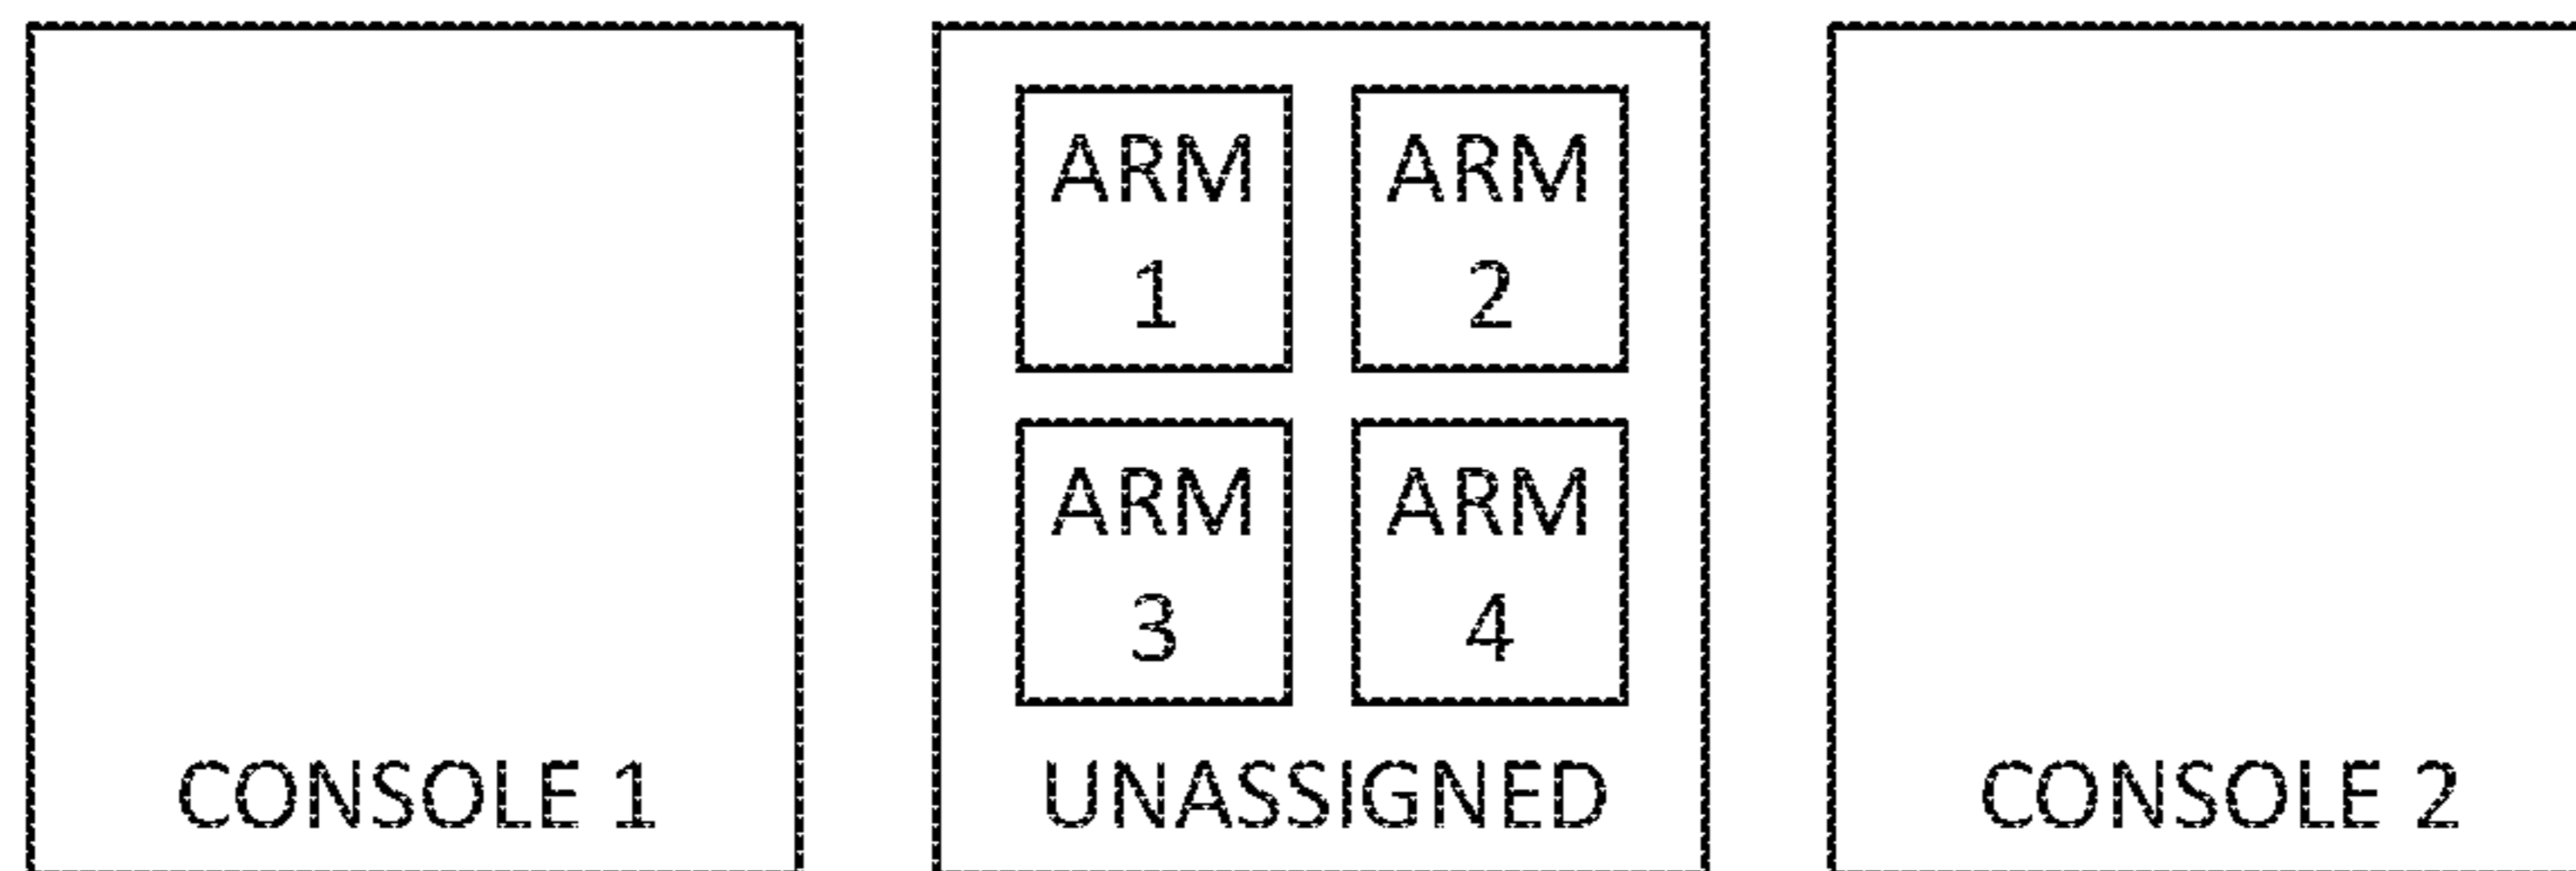 ARM
1
ARM
2
ARM
3
ARM
4
CONSOLE 1
UNASSIGNED
CONSOLE 2